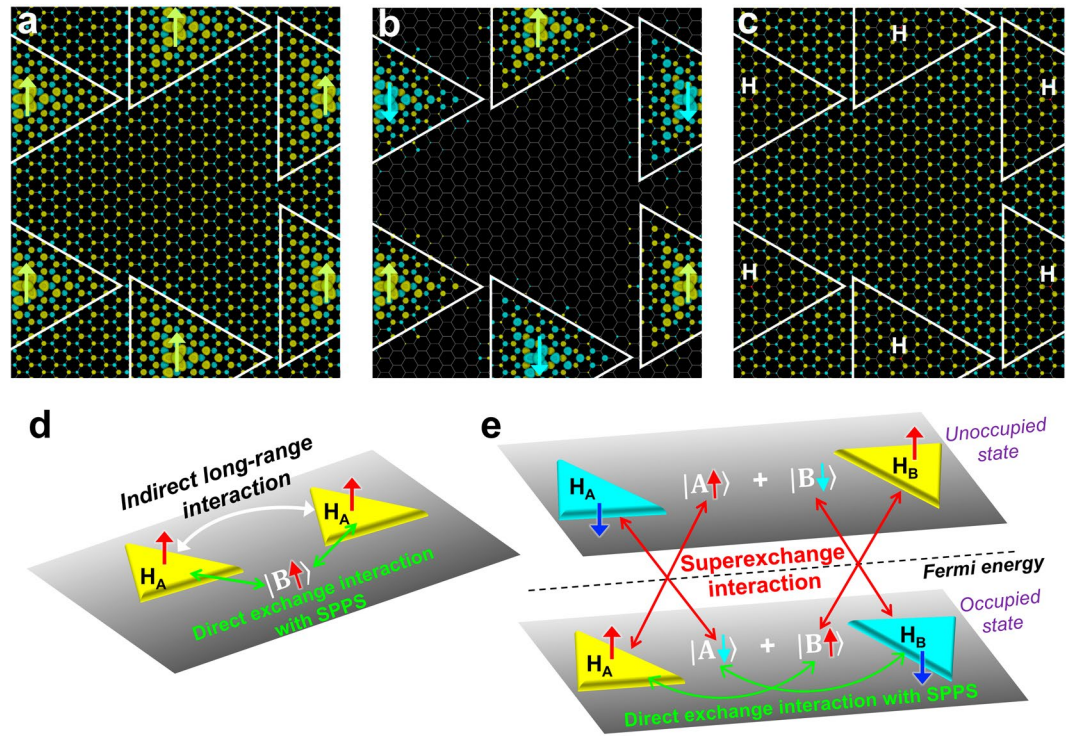 a
b
c
H
H
H
H
H
H
d
Indirect long-range
interaction
H_A
H_A
|B↑⟩
Direct exchange interaction
with SPPS
e
Unoccupied
state
H_A
|A↑⟩ + |B↓⟩
H_B
Superexchange
interaction
Fermi energy
Occupied
state
H_A
|A↓⟩ + |B↑⟩
H_B
Direct exchange interaction with SPPS